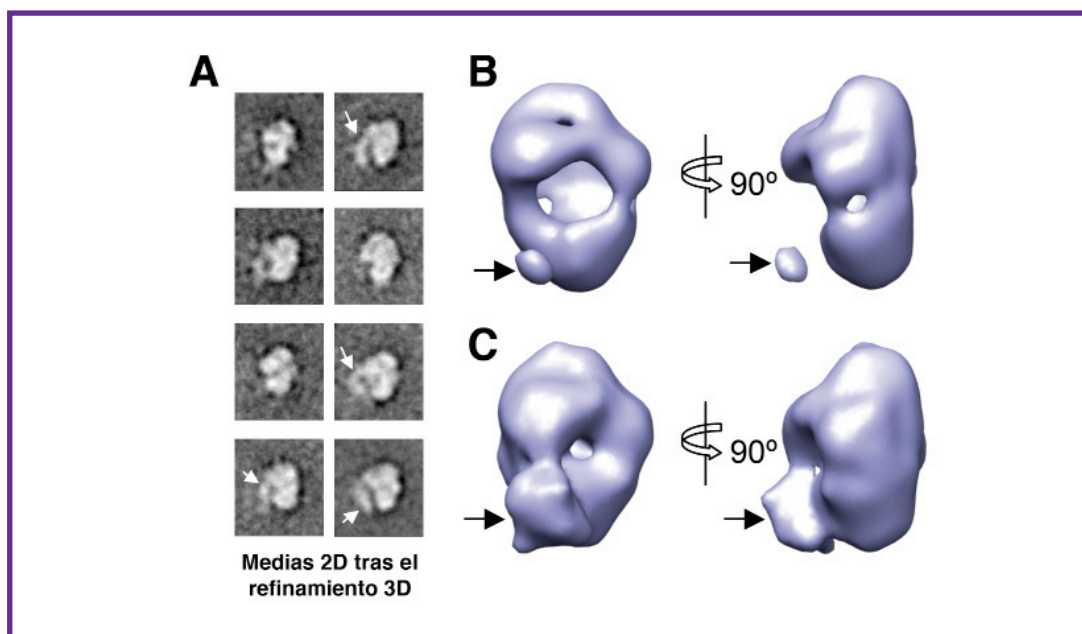 A
B
90º
C
90º
Medias 2D tras el
refinamiento 3D